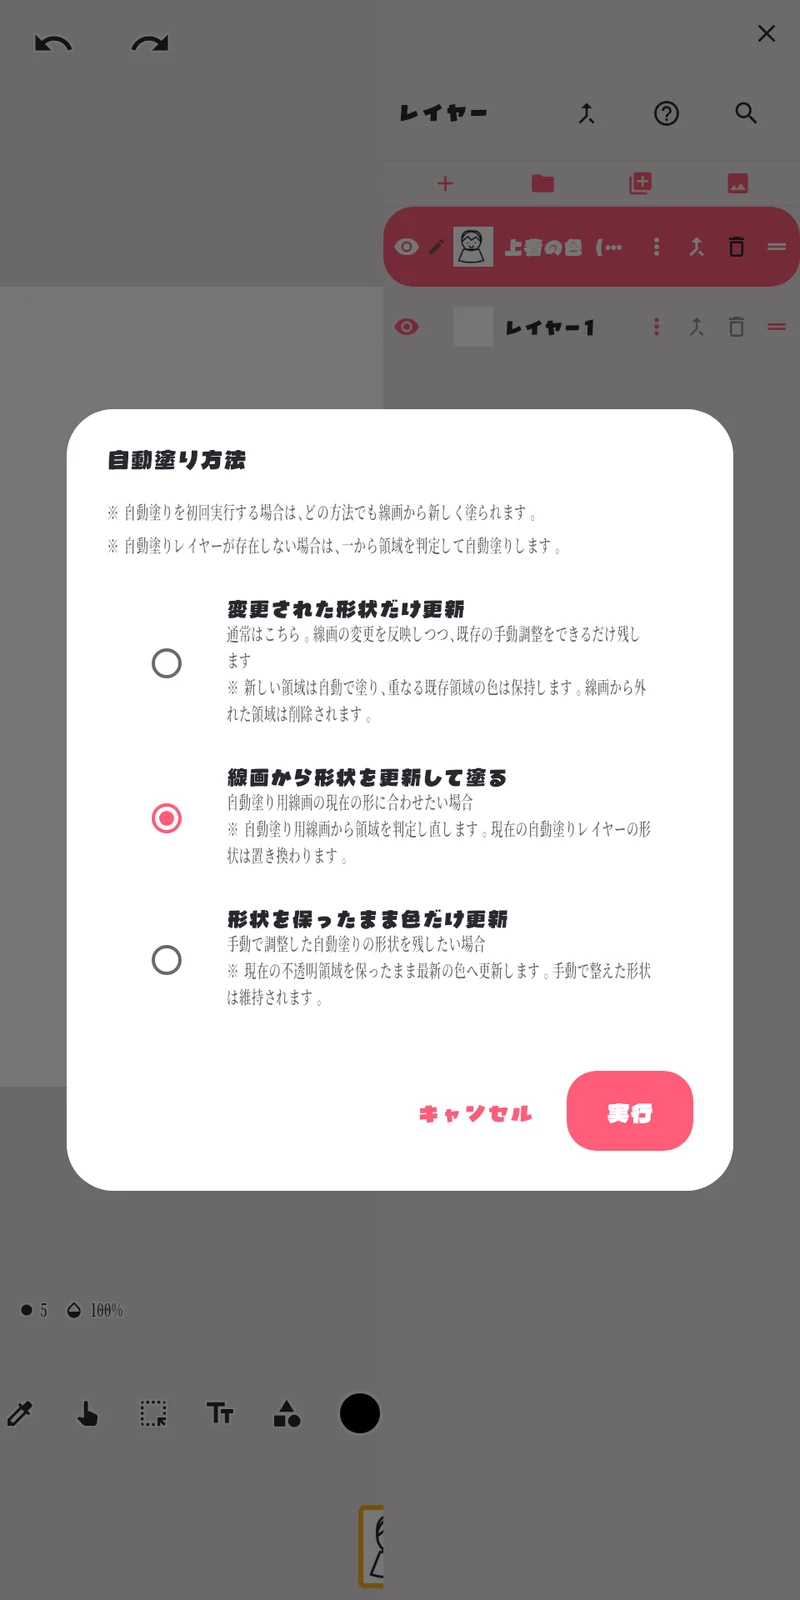 レイヤー
上着の色 (…
レイヤー1
自動塗り方法
※ 自動塗りを初回実行する場合は、どの方法でも線画から新しく塗られます。
※ 自動塗りレイヤーが存在しない場合は、一から領域を判定して自動塗りします。
変更された形状だけ更新
通常はこちら。線画の変更を反映しつつ、既存の手動調整をできるだけ残し
ます
※ 新しい領域は自動で塗り、重なる既存領域の色は保持します。線画から外
れた領域は削除されます。
線画から形状を更新して塗る
自動塗り用線画の現在の形に合わせたい場合
※ 自動塗り用線画から領域を判定し直します。現在の自動塗りレイヤーの形
状は置き換わります。
形状を保ったまま色だけ更新
手動で調整した自動塗りの形状を残したい場合
※ 現在の不透明領域を保ったまま最新の色へ更新します。手動で整えた形状
は維持されます。
キャンセル
実行
5
100%
Tт